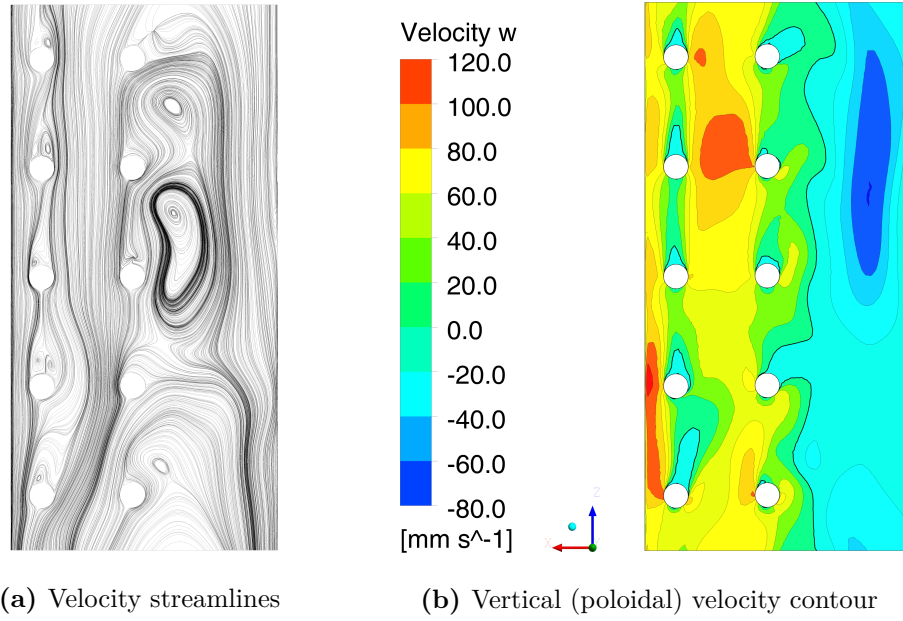 Velocity w
120.0
100.0
80.0
60.0
40.0
20.0
0.0
-20.0
-40.0
-60.0
-80.0
[mm s^-1]
Z
X
(a) Velocity streamlines
(b) Vertical (poloidal) velocity contour